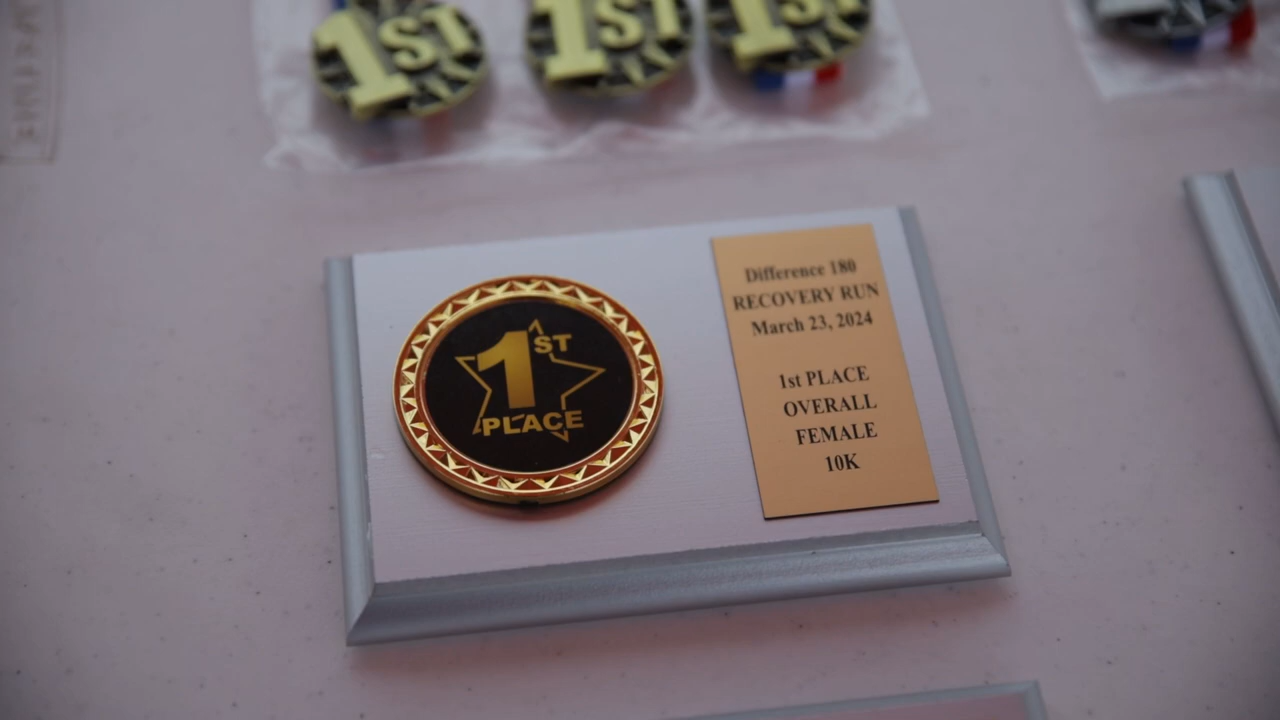 1ST
1ST
1ST
1ST
PLACE
Difference 180
RECOVERY RUN
March 23, 2024
1st PLACE
OVERALL
FEMALE
10K